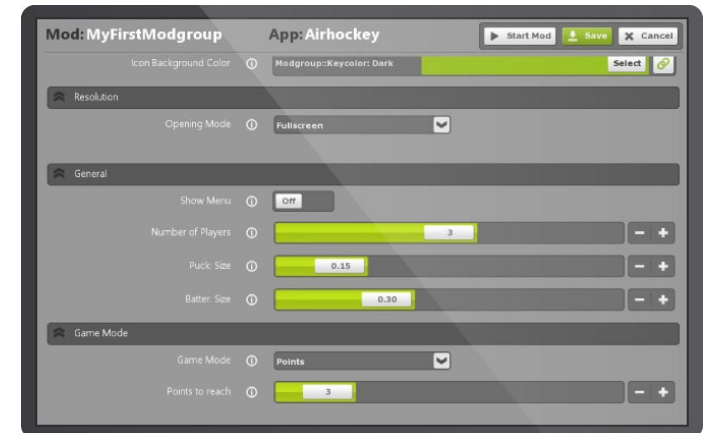 Mod: MyFirstModgroup App: Airhockey Start Mod Save Cancel
Icon Background Color Modgroup::Keycolor: Dark Select
Resolution
Opening Mode Fullscreen
General
Show Menu Off
Number of Players 3
Puck: Size 0.15
Batter: Size 0.30
Game Mode
Game Mode Points
Points to reach 3